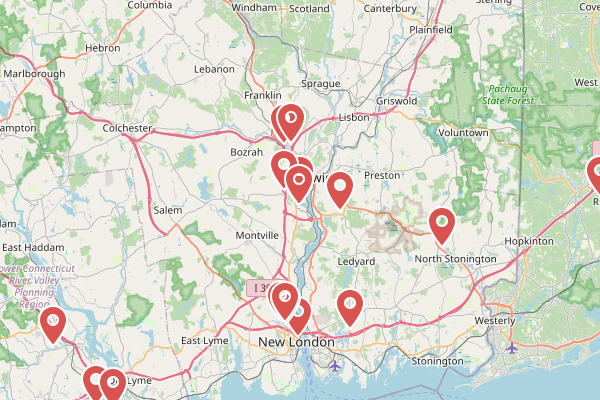 Columbia
Windham
Scotland
Canterbury
Sterling
Cove
Plainfield
Hebron
Marlborough
Lebanon
Sprague
Pachaug
State Forest
West
Franklin
Griswold
Lisbon
ampton
Colchester
Voluntown
Bozrah
Preston
Salem
East Haddam
Montville
Hopkinton
Ledyard
North Stonington
Lower Connecticut
River Valley
Planning
Region
I 39
Westerly
East Lyme
New London
Stonington
Lyme